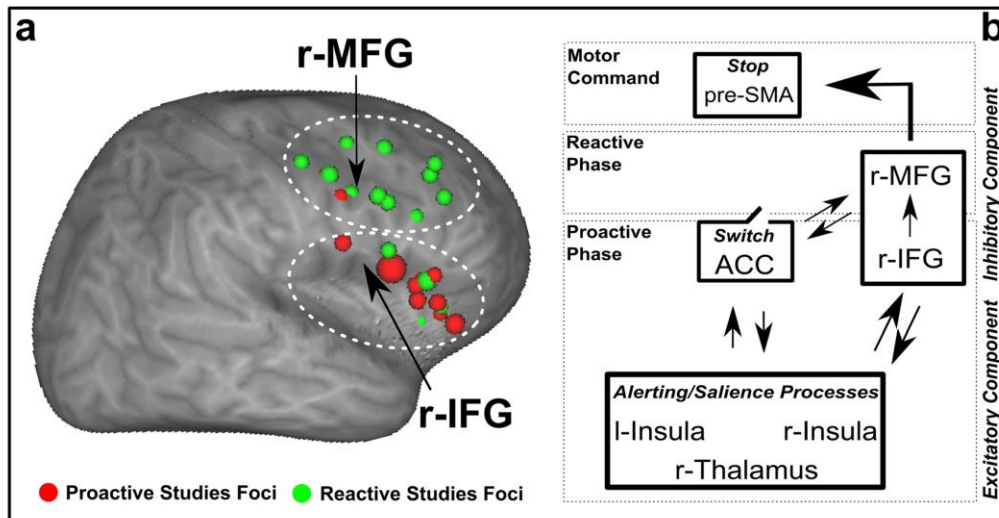 a
r-MFG
r-IFG
Proactive Studies Foci
Reactive Studies Foci
b
Motor
Command
Stop
pre-SMA
Reactive
Phase
r-MFG
r-IFG
Proactive
Phase
Switch
ACC
Alerting/Salience Processes
l-Insula r-Insula
r-Thalamus
Inhibitory Component
Excitatory Component